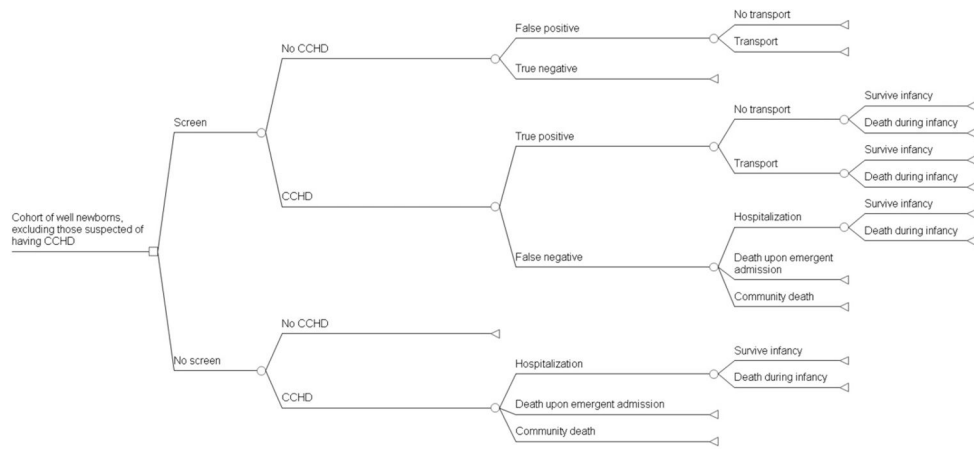 No transport
False positive
Transport
No CCHD
True negative
Survive infancy
No transport
Death during infancy
Screen
True positive
Survive infancy
Transport
Death during infancy
CCHD
Survive infancy
Hospitalization
Death during infancy
Cohort of well newborns,
excluding those suspected of
having CCHD
False negative
Death upon emergent
admission
Community death
No CCHD
Survive infancy
No screen
Hospitalization
Death during infancy
CCHD
Death upon emergent admission
Community death